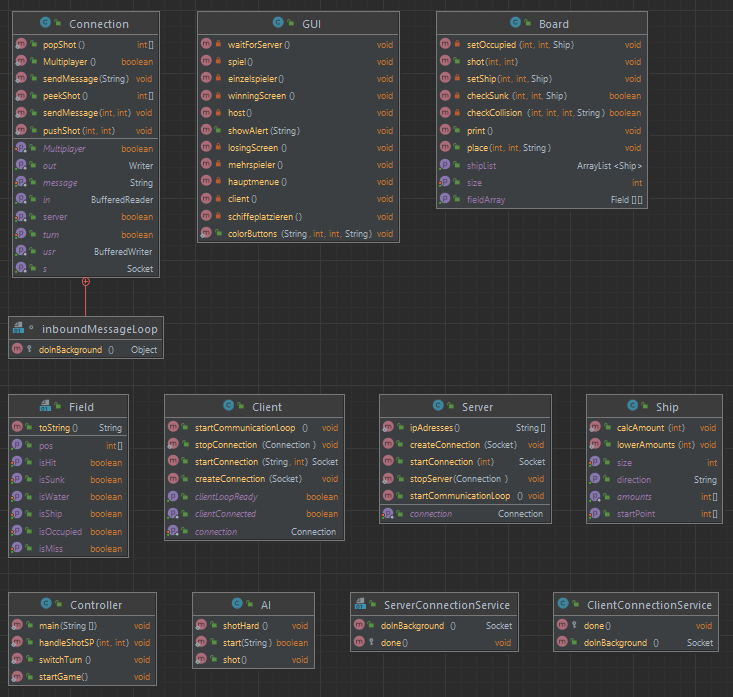 Connection
popShot () int[]
Multiplayer () boolean
sendMessage(String) void
peekShot () int[]
sendMessage(int, int) void
pushShot (int, int) void
Multiplayer boolean
out Writer
message String
in BufferedReader
server boolean
turn boolean
usr BufferedWriter
s Socket
inboundMessageLoop
doInBackground () Object
GUI
waitForServer () void
spiel() void
einzelspieler() void
winningScreen () void
host() void
showAlert (String) void
losingScreen () void
mehrspieler () void
hauptmenue () void
client () void
schiffeplatzieren () void
colorButtons (String, int, int, String) void
Board
setOccupied (int, int, Ship) void
shot(int, int) void
setShip(int, int, Ship) void
checkSunk (int, int, Ship) boolean
checkCollision (int, int, int, String) boolean
print() void
place(int, int, String) void
shipList ArrayList <Ship>
size int
fieldArray Field [][]
Field
toString () String
pos int[]
isHit boolean
isSunk boolean
isWater boolean
isShip boolean
isOccupied boolean
isMiss boolean
Client
startCommunicationLoop () void
stopConnection (Connection ) void
startConnection (String, int) Socket
createConnection (Socket) void
clientLoopReady boolean
clientConnected boolean
connection Connection
Server
ipAdresses() String[]
createConnection (Socket) void
startConnection (int) Socket
stopServer(Connection ) void
startCommunicationLoop () void
connection Connection
Ship
calcAmount (int) void
lowerAmounts (int) void
size int
direction String
amounts int[]
startPoint int[]
Controller
main(String []) void
handleShotSP(int, int) void
switchTurn () void
startGame() void
AI
shotHard () void
start(String) boolean
shot() void
ServerConnectionService
doInBackground () Socket
done() void
ClientConnectionService
done() void
doInBackground () Socket